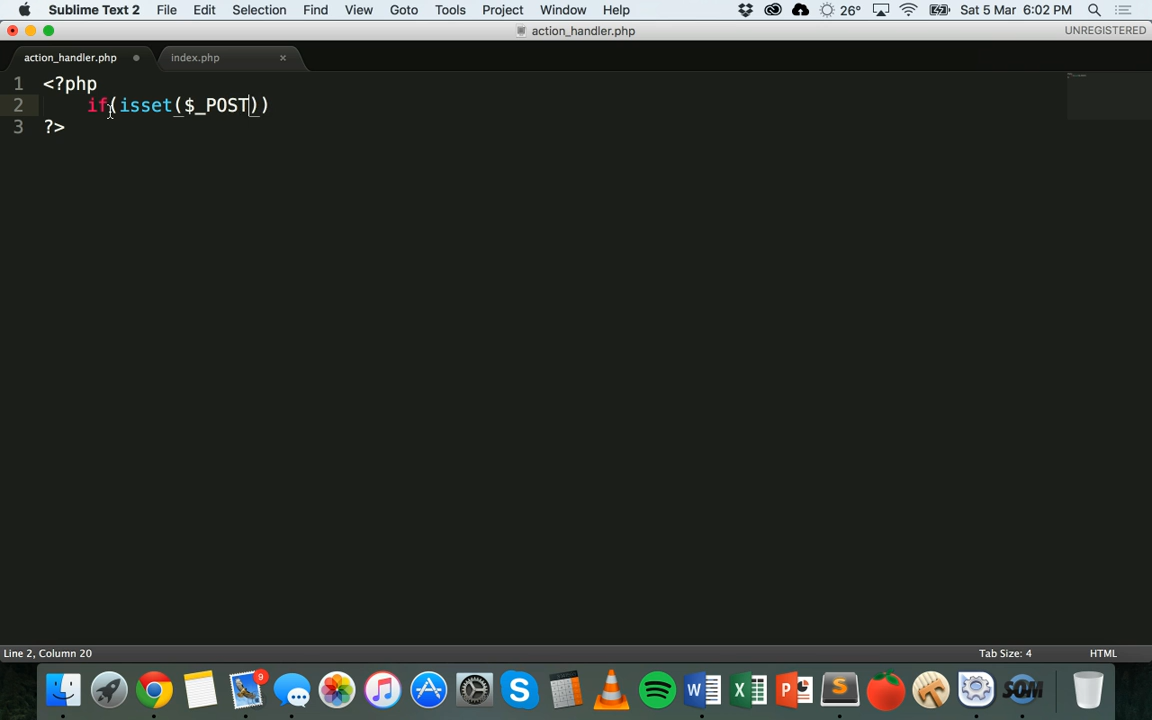 Sublime Text 2 File Edit Selection Find View Goto Tools Project Window Help 26° Sat 5 Mar 6:02 PM
action_handler.php UNREGISTERED
action_handler.php index.php
1 <?php
2 if(isset($_POST))
3 ?>
Line 2, Column 20 Tab Size: 4 HTML
9
S W X P S SOM